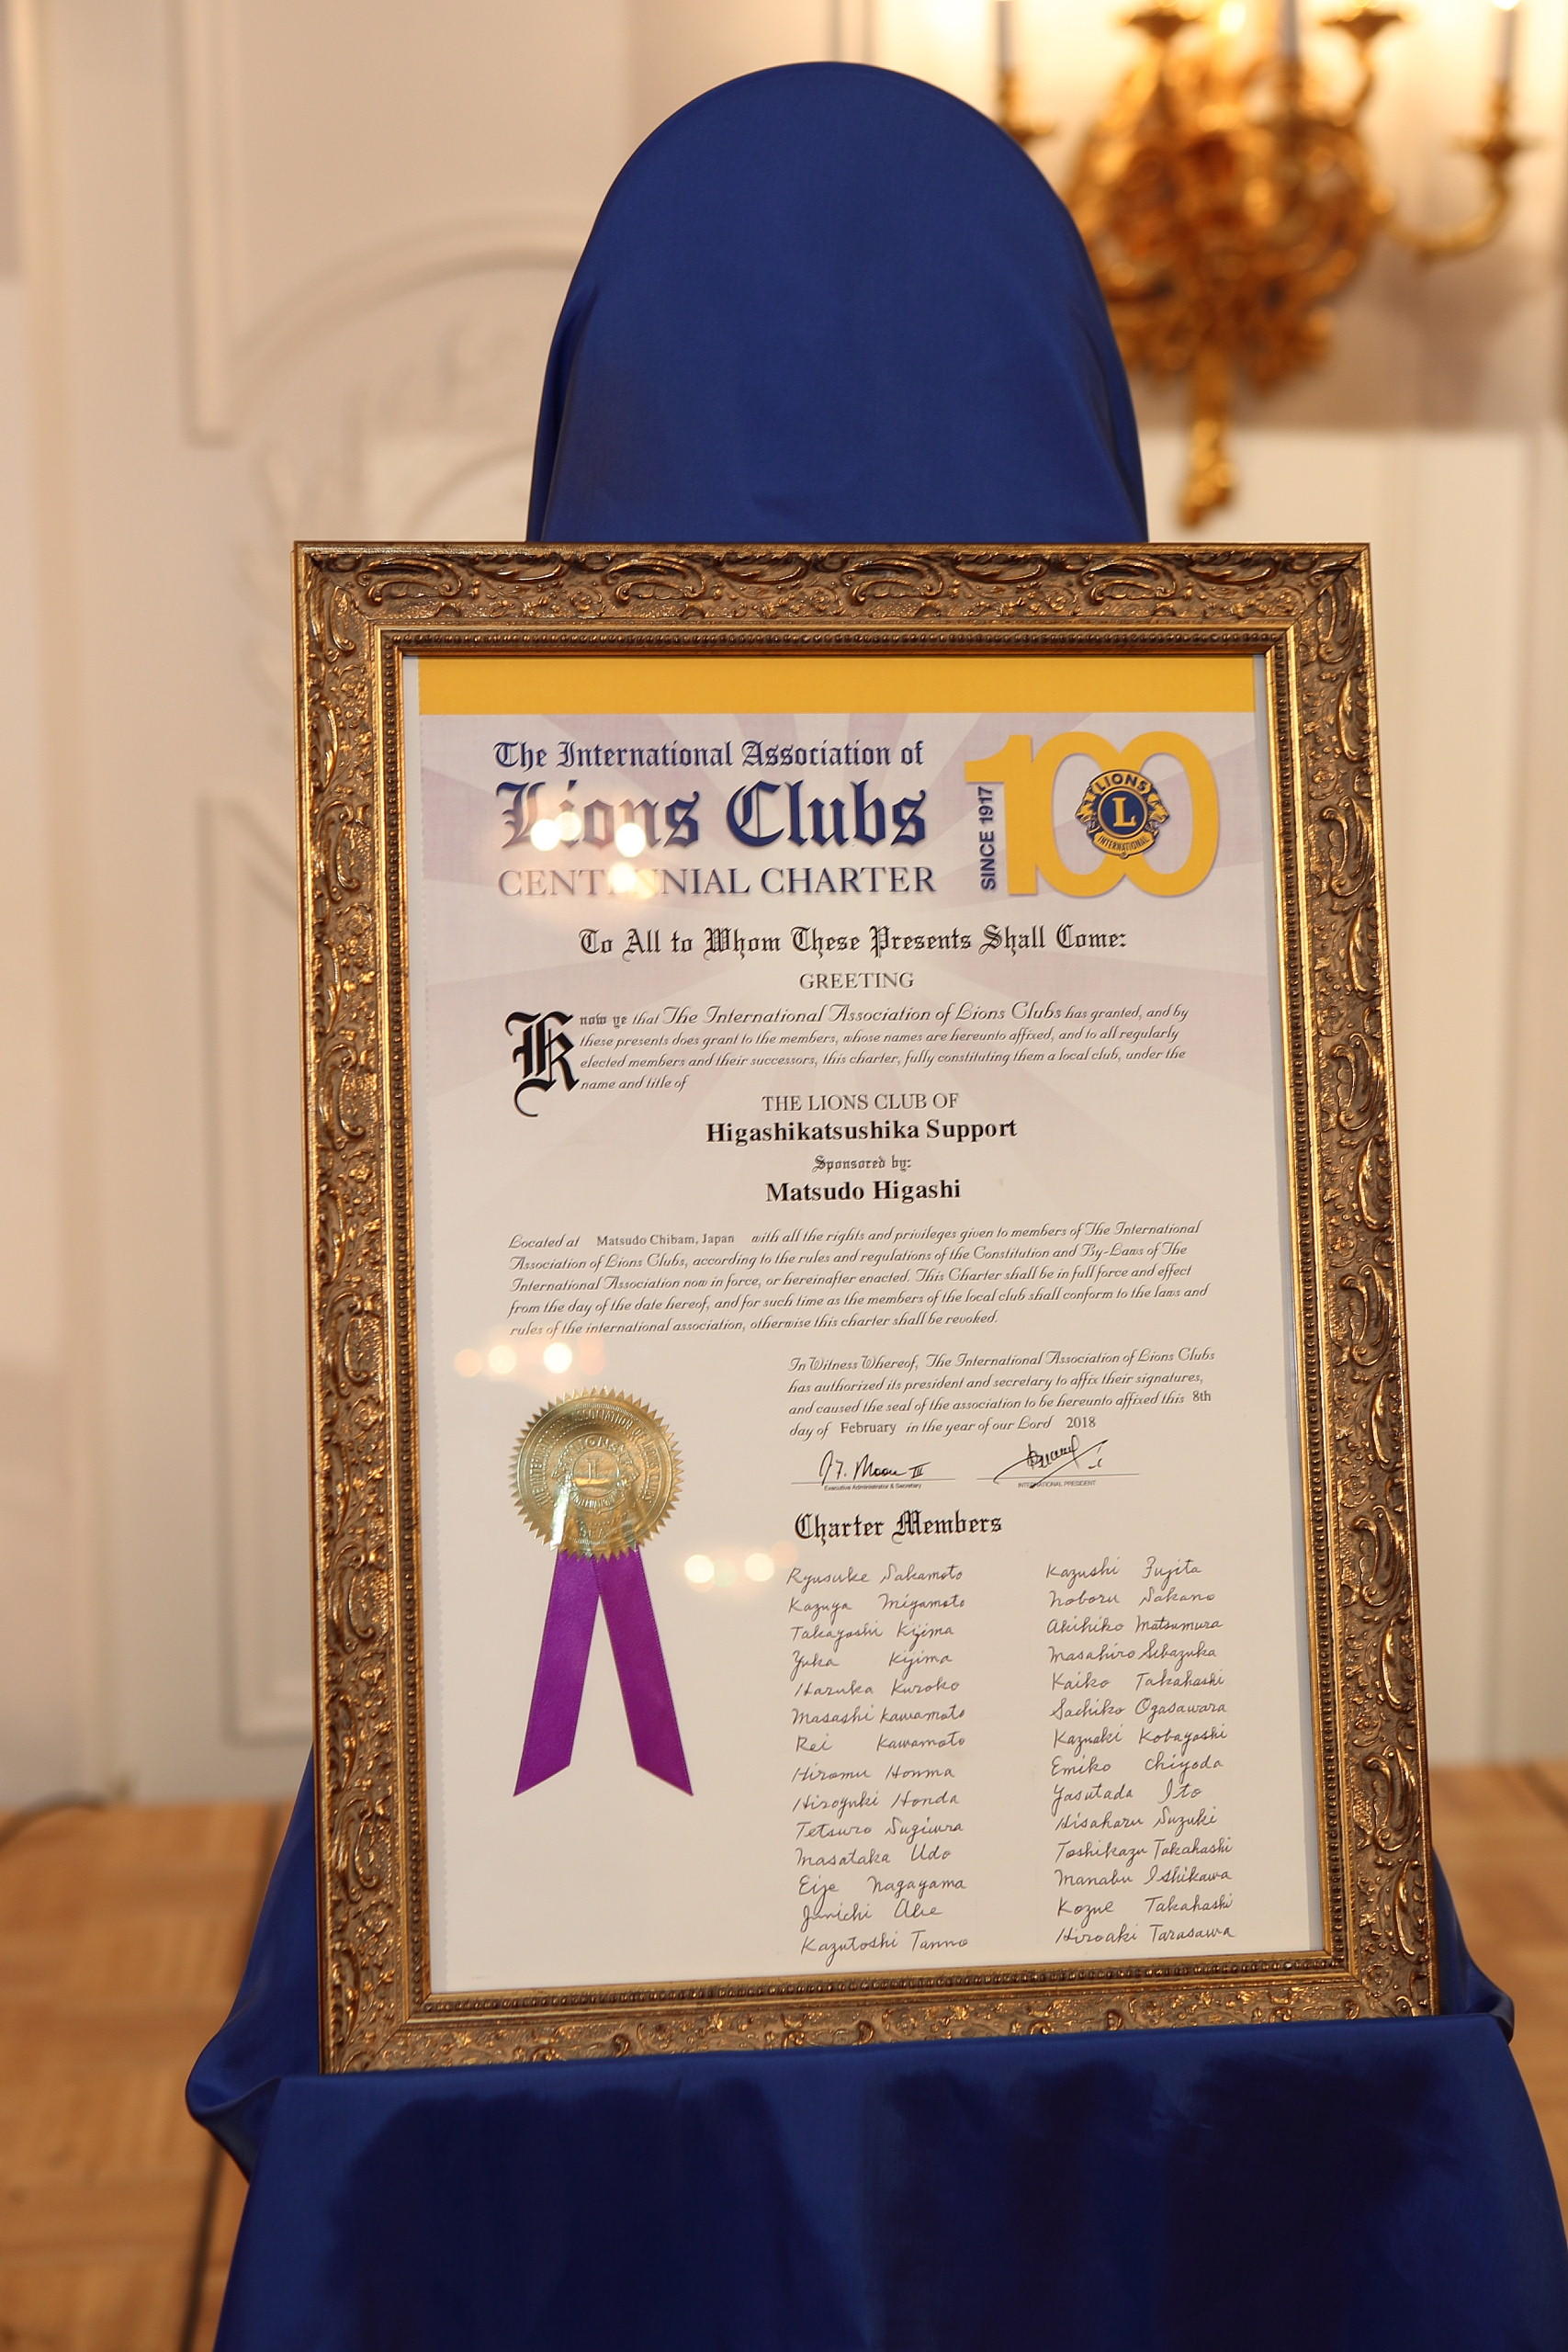 The International Association of
Lions Clubs
CENTENNIAL CHARTER
SINCE 1917
100
LIONS
L
INTERNATIONAL
To All to Whom These Presents Shall Come:
GREETING
Know ye that The International Association of Lions Clubs has granted, and by
these presents does grant to the members, whose names are hereunto affixed, and to all regularly
elected members and their successors, this charter, fully constituting them a local club, under the
name and title of
THE LIONS CLUB OF
Higashikatsushika Support
Sponsored by:
Matsudo Higashi
Located at Matsudo Chibam, Japan with all the rights and privileges given to members of The International
Association of Lions Clubs, according to the rules and regulations of the Constitution and By-Laws of The
International Association now in force, or hereinafter enacted. This Charter shall be in full force and effect
from the day of the date hereof, and for such time as the members of the local club shall conform to the laws and
rules of the international association, otherwise this charter shall be revoked.
In Witness Whereof, The International Association of Lions Clubs
has authorized its president and secretary to affix their signatures,
and caused the seal of the association to be hereunto affixed this 8th
day of February in the year of our Lord 2018
Executive Administrator & Secretary
INTERNATIONAL PRESIDENT
LIONS
L
Charter Members
Ryusuke Sakamoto
Kazuya Miyamoto
Takayoshi Kijima
Yuka Kijima
Haruka Kuroko
Masashi Kawamoto
Rei Kawamoto
Hiromu Honma
Hiroyuki Honda
Tetsuro Sugiura
Masataka Udo
Eije Nagayama
Junichi Abe
Kazutoshi Tanno
Kazushi Fujita
Noboru Sakano
Akihiko Matsumura
Masahiro Sibazuka
Kaiko Takahashi
Sachiko Ogasawara
Kazuaki Kobayashi
Emiko Chiyoda
Yasutada Ito
Hisaharu Suzuki
Toshikazu Takahashi
Manabu Ishikawa
Kozue Takahashi
Hiroaki Tarasawa